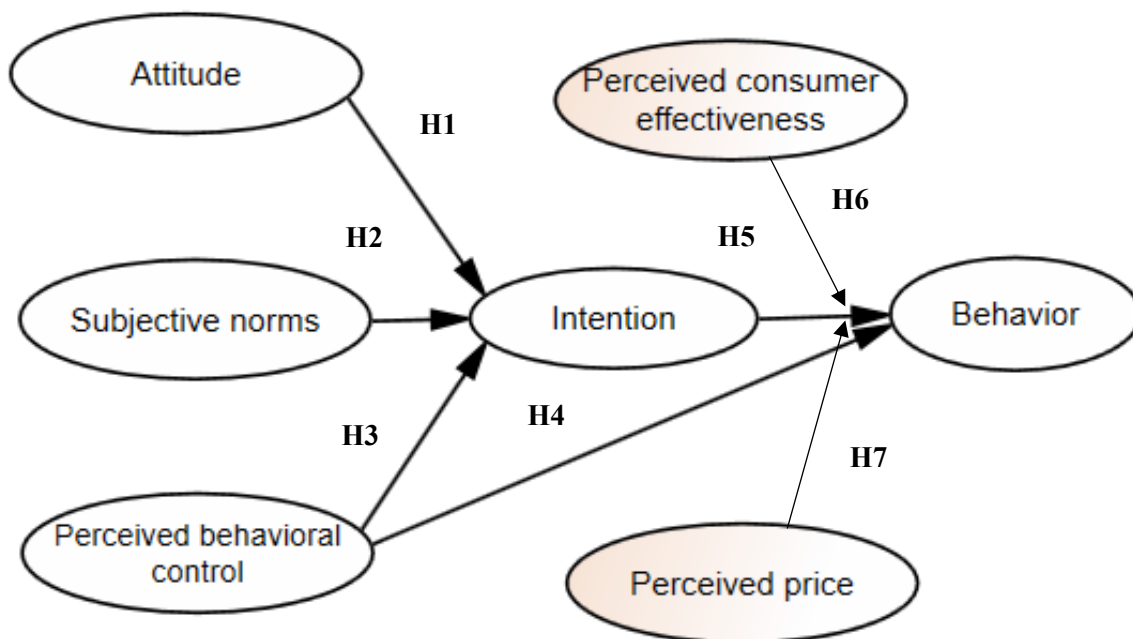 Attitude
Perceived consumer
effectiveness
H1
H6
H2
H5
Subjective norms
Intention
Behavior
H3
H4
H7
Perceived behavioral
control
Perceived price